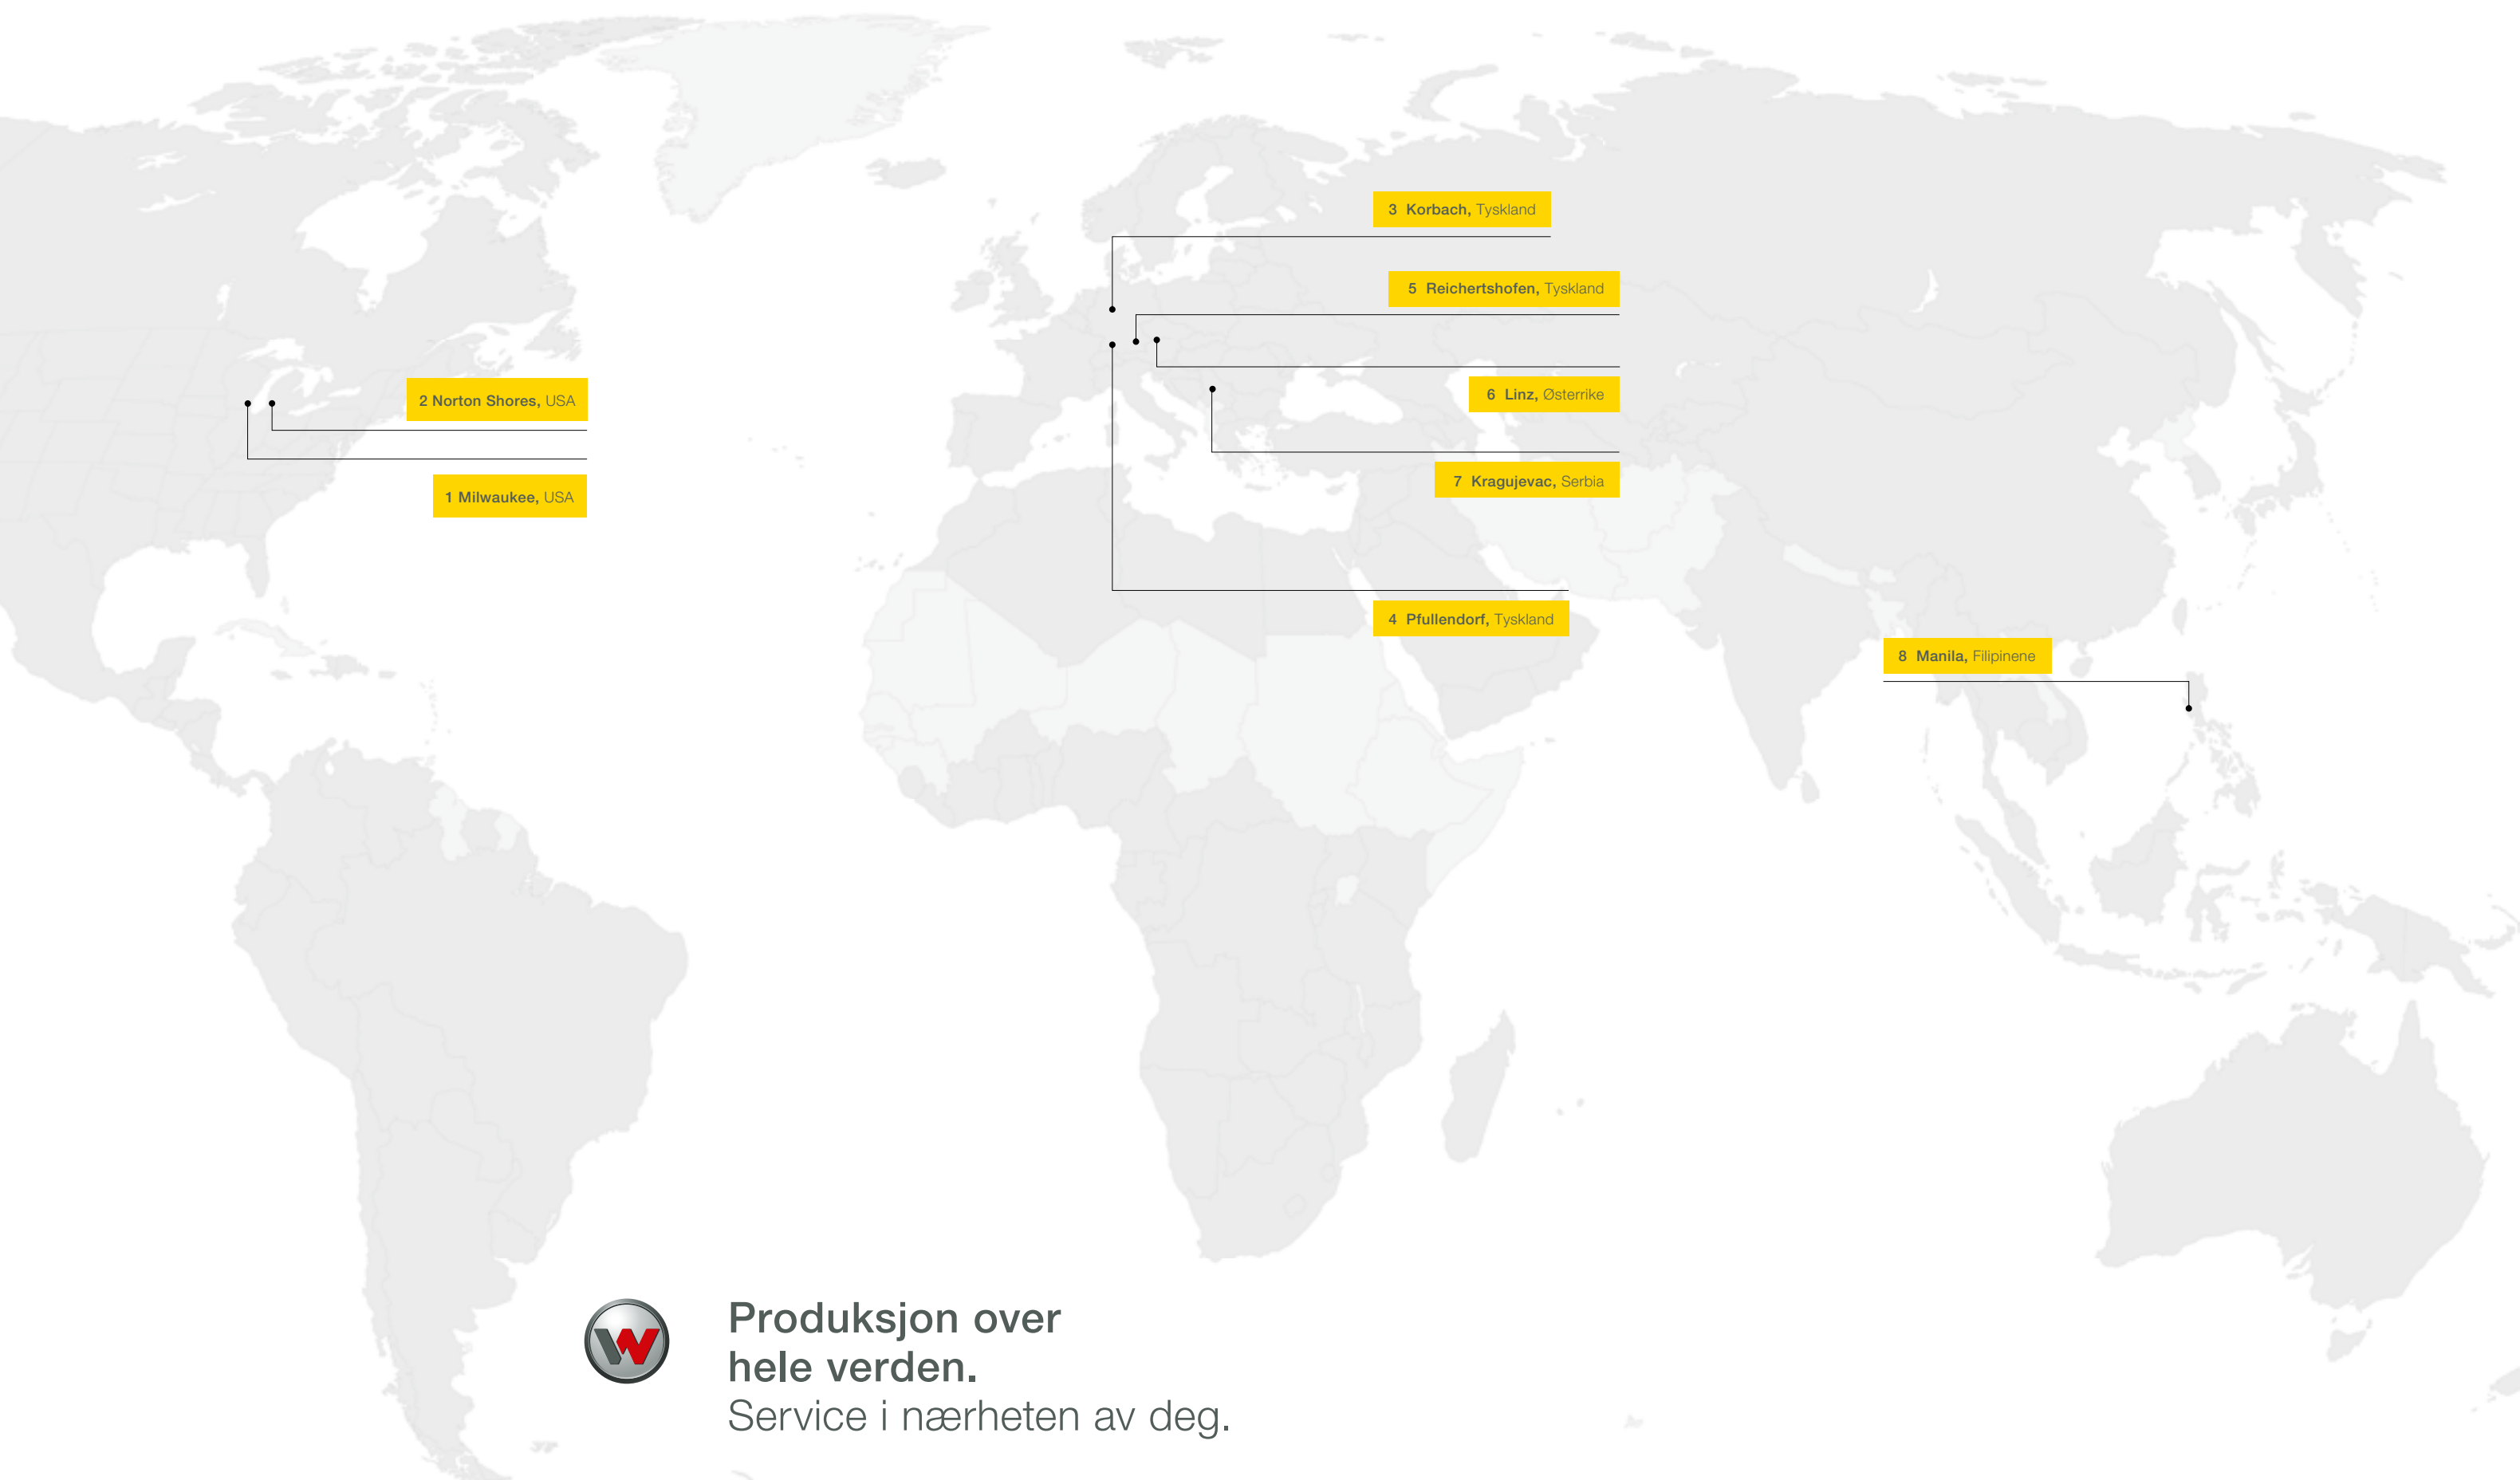 3 Korbach, Tyskland
5 Reichertshofen, Tyskland
2 Norton Shores, USA
6 Linz, Østerrike
7 Kragujevac, Serbia
1 Milwaukee, USA
4 Pfullendorf, Tyskland
8 Manila, Filipinene
Produksjon over
hele verden.
Service i nærheten av deg.